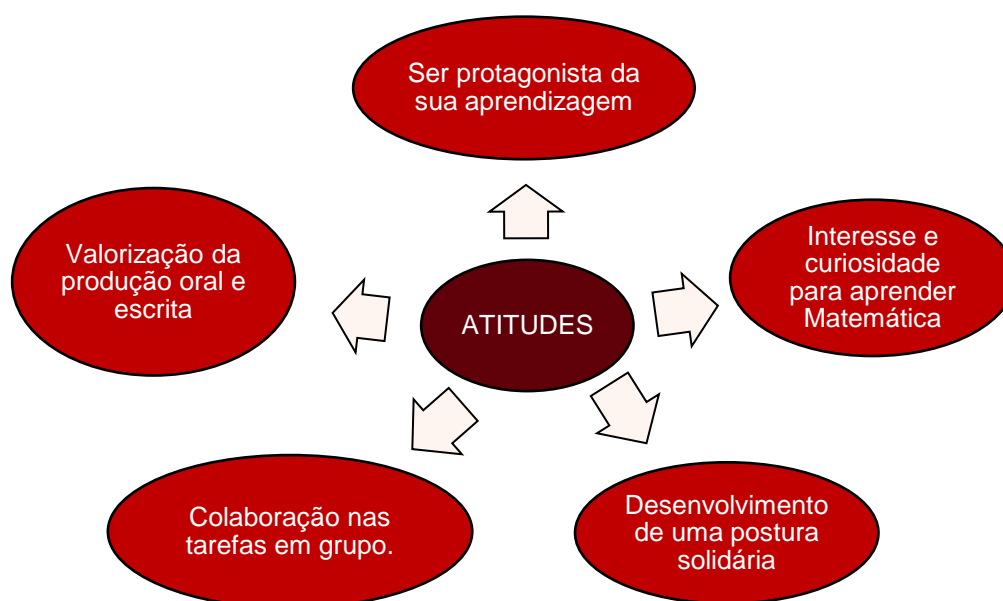 Ser protagonista da
sua aprendizagem
Valorização da
produção oral e
escrita
Interesse e
curiosidade
para aprender
Matemática
ATITUDES
Colaboração nas
tarefas em grupo.
Desenvolvimento
de uma postura
solidária